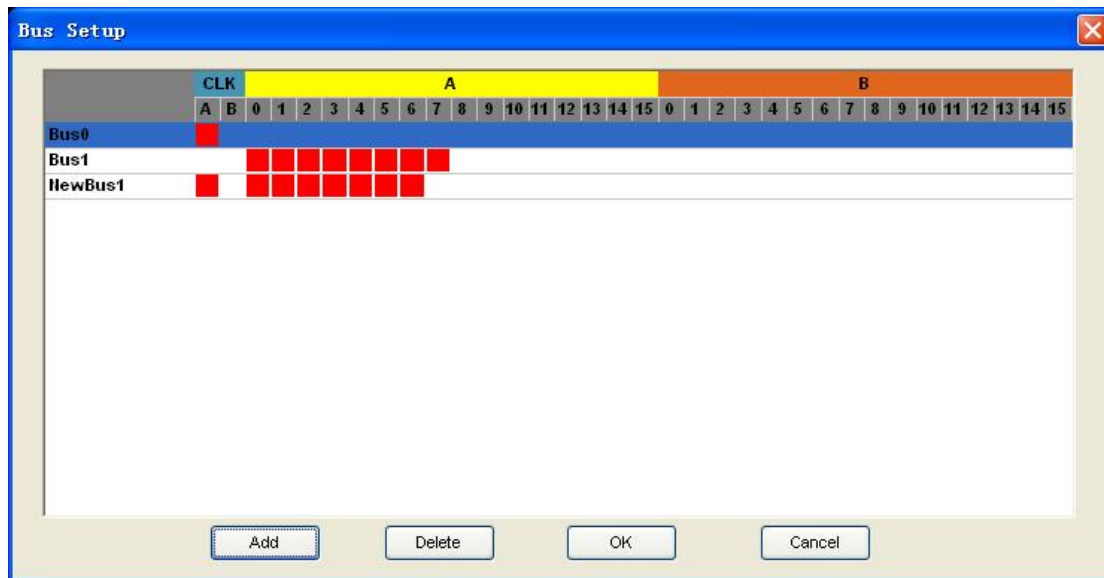 Bus Setup
CLK A B
A B 0 1 2 3 4 5 6 7 8 9 10 11 12 13 14 15 0 1 2 3 4 5 6 7 8 9 10 11 12 13 14 15
Bus0
Bus1
NewBus1
Add Delete OK Cancel